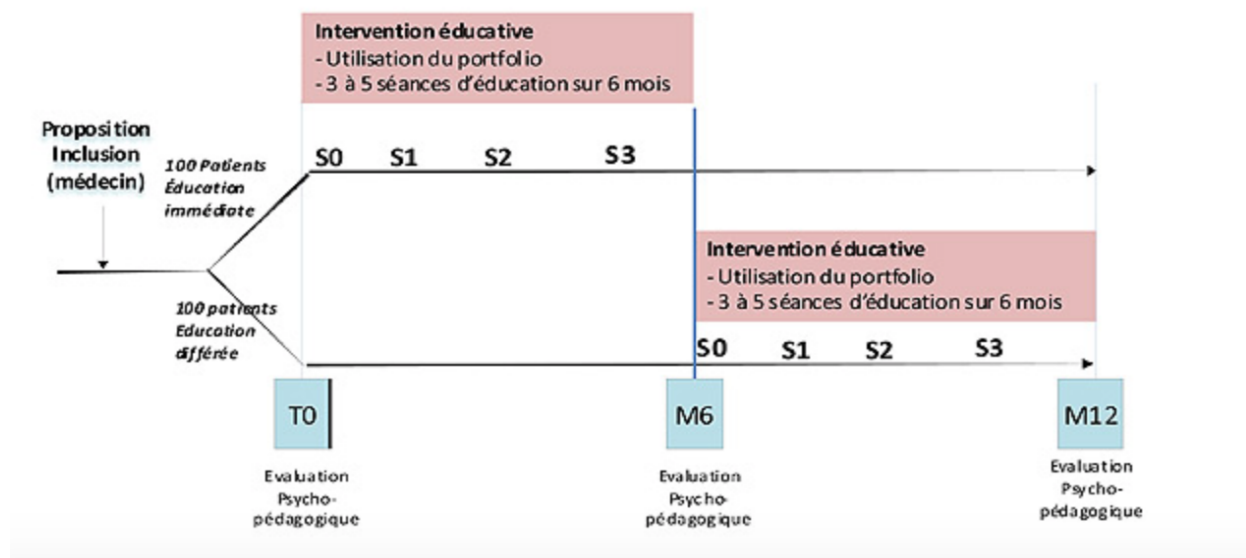 Intervention éducative
- Utilisation du portfolio
- 3 à 5 séances d'éducation sur 6 mois
Proposition
Inclusion
(médecin)
100 Patients
Éducation
immédiate
S0 S1 S2 S3
Intervention éducative
- Utilisation du portfolio
- 3 à 5 séances d'éducation sur 6 mois
100 patients
Education
différée
S0 S1 S2 S3
T0 M6 M12
Evaluation
Psycho-
pédagogique
Evaluation
Psycho-
pédagogique
Evaluation
Psycho-
pédagogique